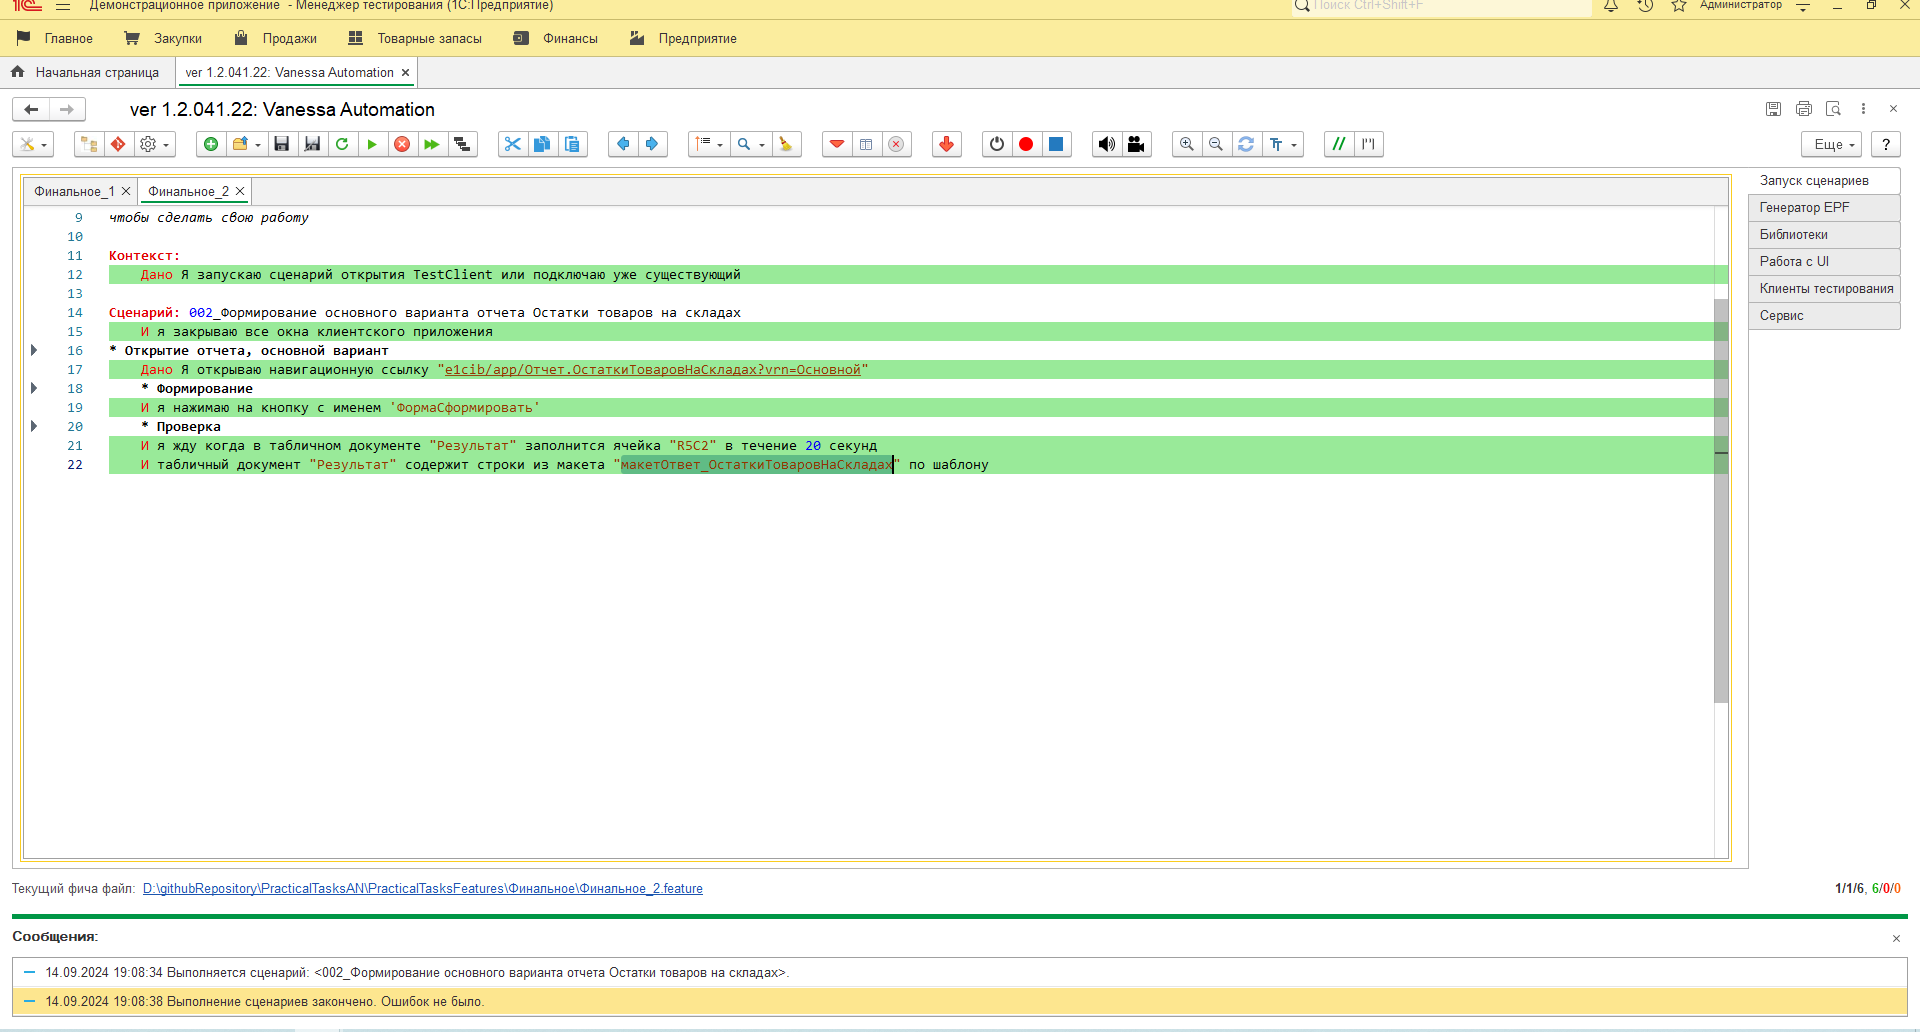 Демонстрационное приложение - Менеджер тестирования (1С:Предприятие)
Поиск Ctrl+Shift+F
Администратор
Главное
Закупки
Продажи
Товарные запасы
Финансы
Предприятие
Начальная страница
ver 1.2.041.22: Vanessa Automation ×
ver 1.2.041.22: Vanessa Automation
Еще
?
Финальное_1 ×
Финальное_2 ×
9 чтобы сделать свою работу
10
11 Контекст:
12 Дано Я запускаю сценарий открытия TestClient или подключаю уже существующий
13
14 Сценарий: 002_Формирование основного варианта отчета Остатки товаров на складах
15 И я закрываю все окна клиентского приложения
16 * Открытие отчета, основной вариант
17 Дано Я открываю навигационную ссылку "e1cib/app/Отчет.ОстаткиТоваровНаСкладах?vrn=Основной"
18 * Формирование
19 И я нажимаю на кнопку с именем 'ФормаСформировать'
20 * Проверка
21 И я жду когда в табличном документе "Результат" заполнится ячейка "R5C2" в течение 20 секунд
22 И табличный документ "Результат" содержит строки из макета "макетОтвет_ОстаткиТоваровНаСкладах" по шаблону
Запуск сценариев
Генератор EPF
Библиотеки
Работа с UI
Клиенты тестирования
Сервис
Текущий фича файл: D:\githubRepository\PracticalTasksAN\PracticalTasksFeatures\Финальное\Финальное_2.feature
1/1/6, 6/0/0
Сообщения:
14.09.2024 19:08:34 Выполняется сценарий: <002_Формирование основного варианта отчета Остатки товаров на складах>.
14.09.2024 19:08:38 Выполнение сценариев закончено. Ошибок не было.